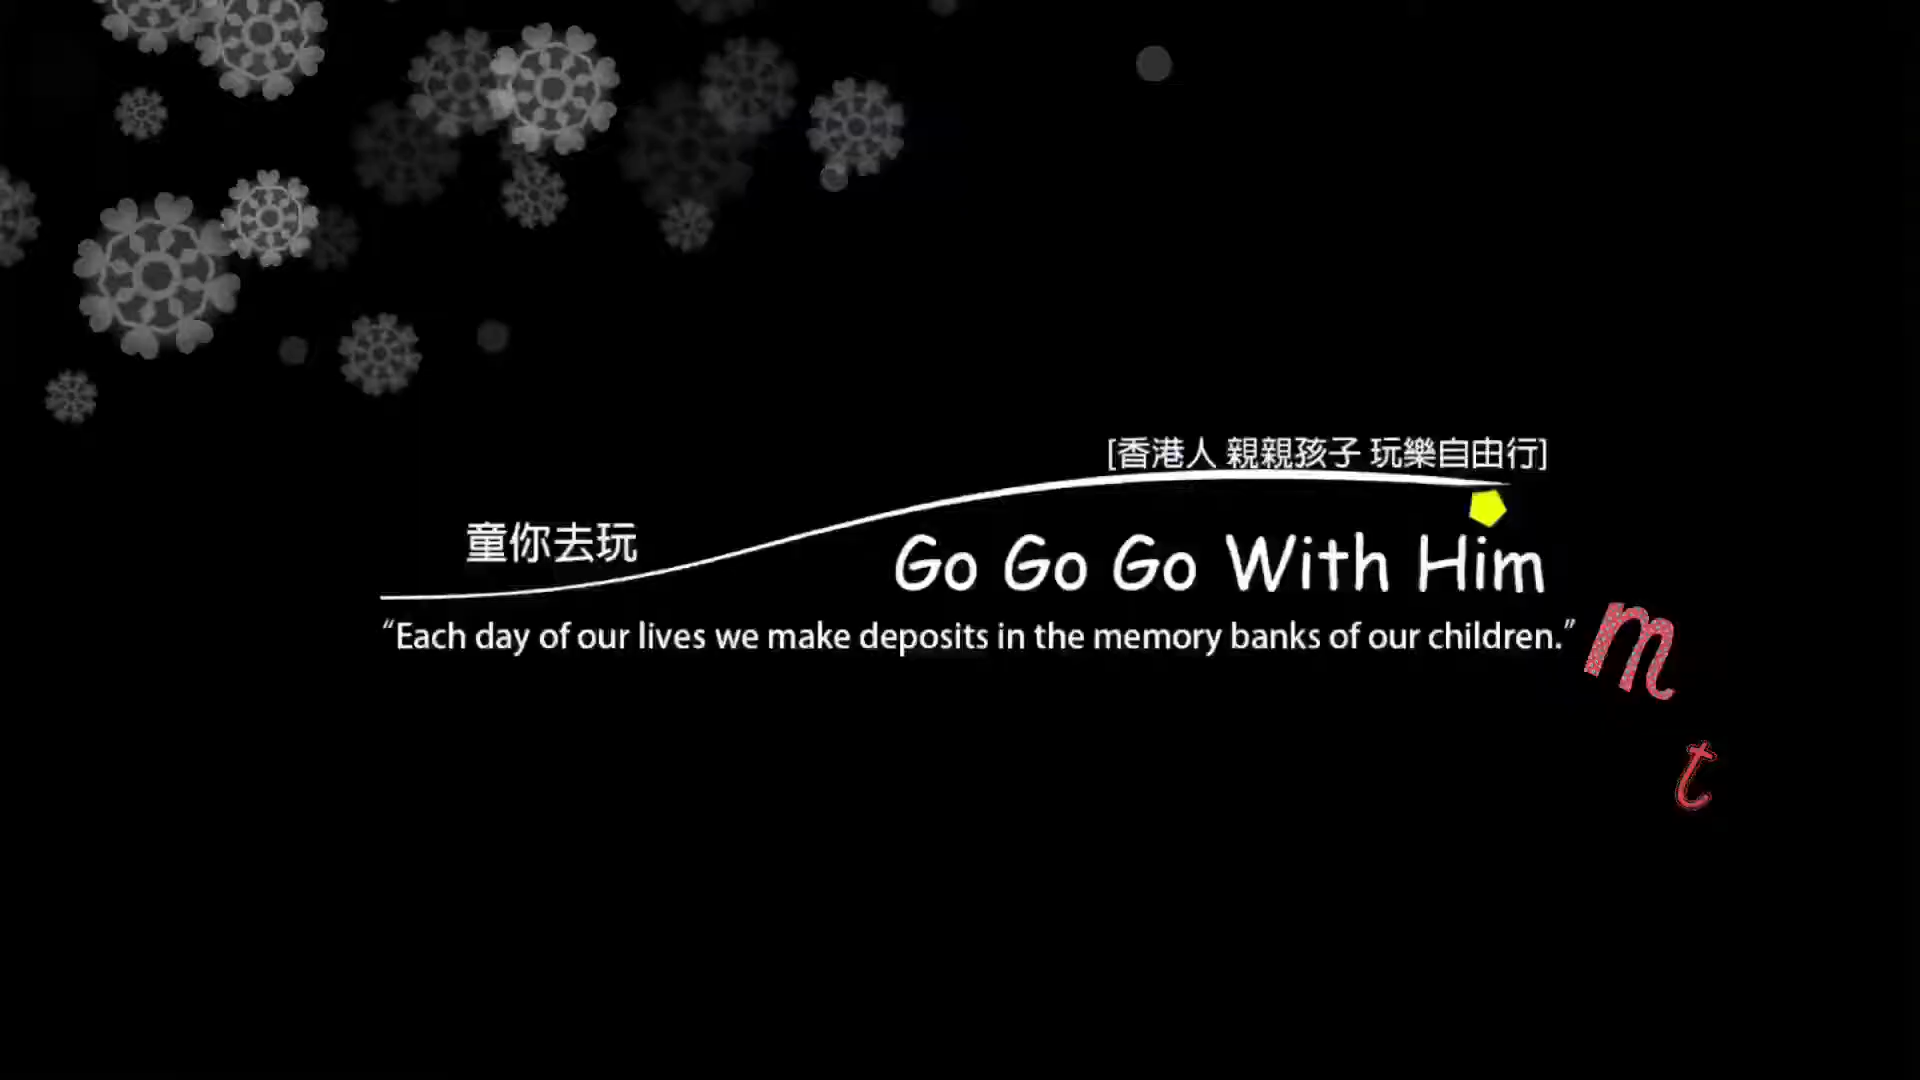 [香港人 親親孩子 玩樂自由行]
童你去玩
Go Go Go With Him
“Each day of our lives we make deposits in the memory banks of our children.”
m
t